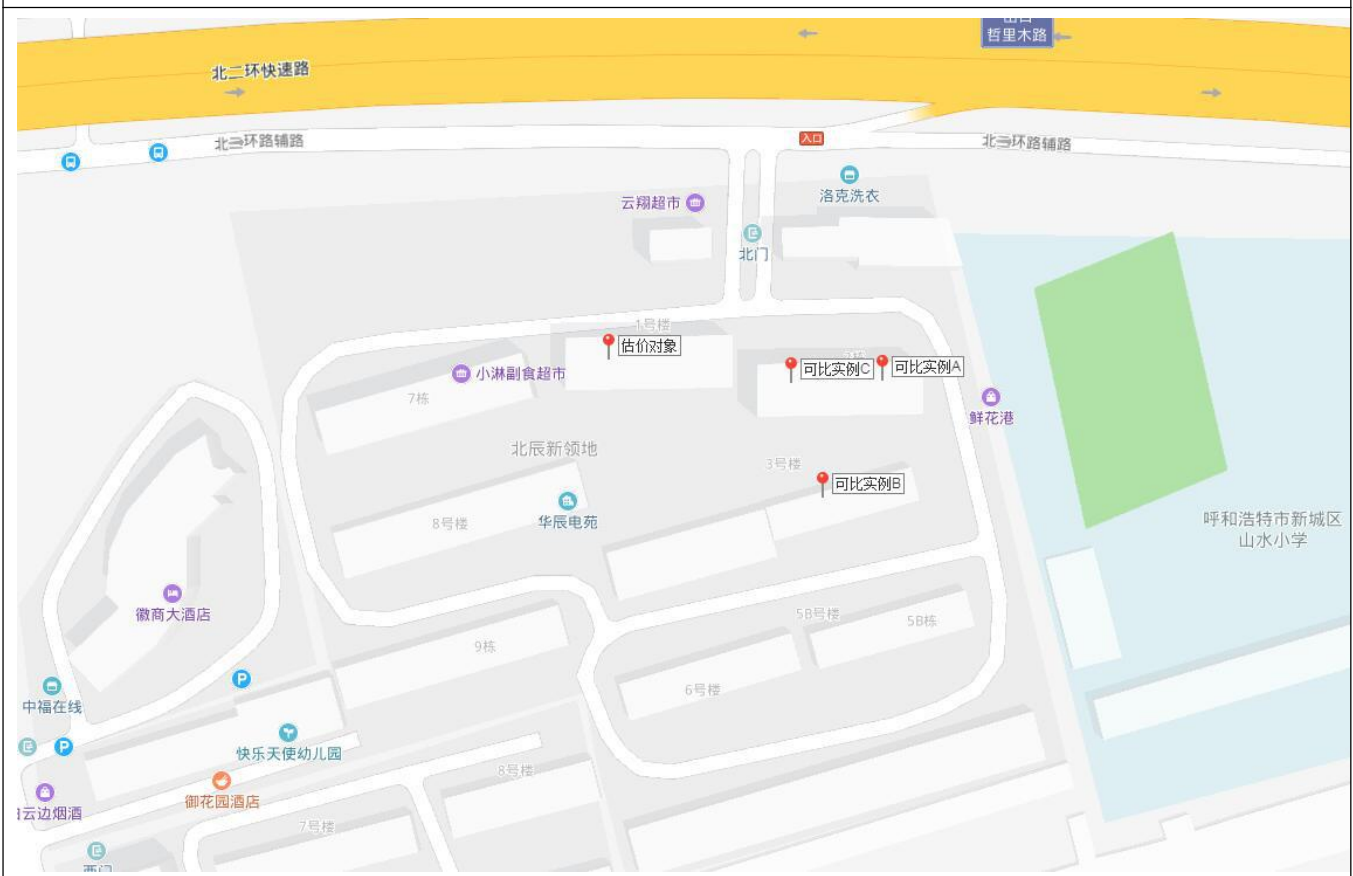 哲里木路
北二环快速路
北二环路辅路
北二环路辅路
入口
洛克洗衣
云翔超市
北门
1号楼
估价对象
可比实例C
可比实例A
小淋副食超市
7栋
鲜花港
北辰新领地
3号楼
可比实例B
8号楼
华辰电苑
呼和浩特市新城区
山水小学
徽商大酒店
5B号楼
5B栋
9栋
6号楼
P
中福在线
P
快乐天使幼儿园
8号楼
御花园酒店
云边烟酒
7号楼
西门